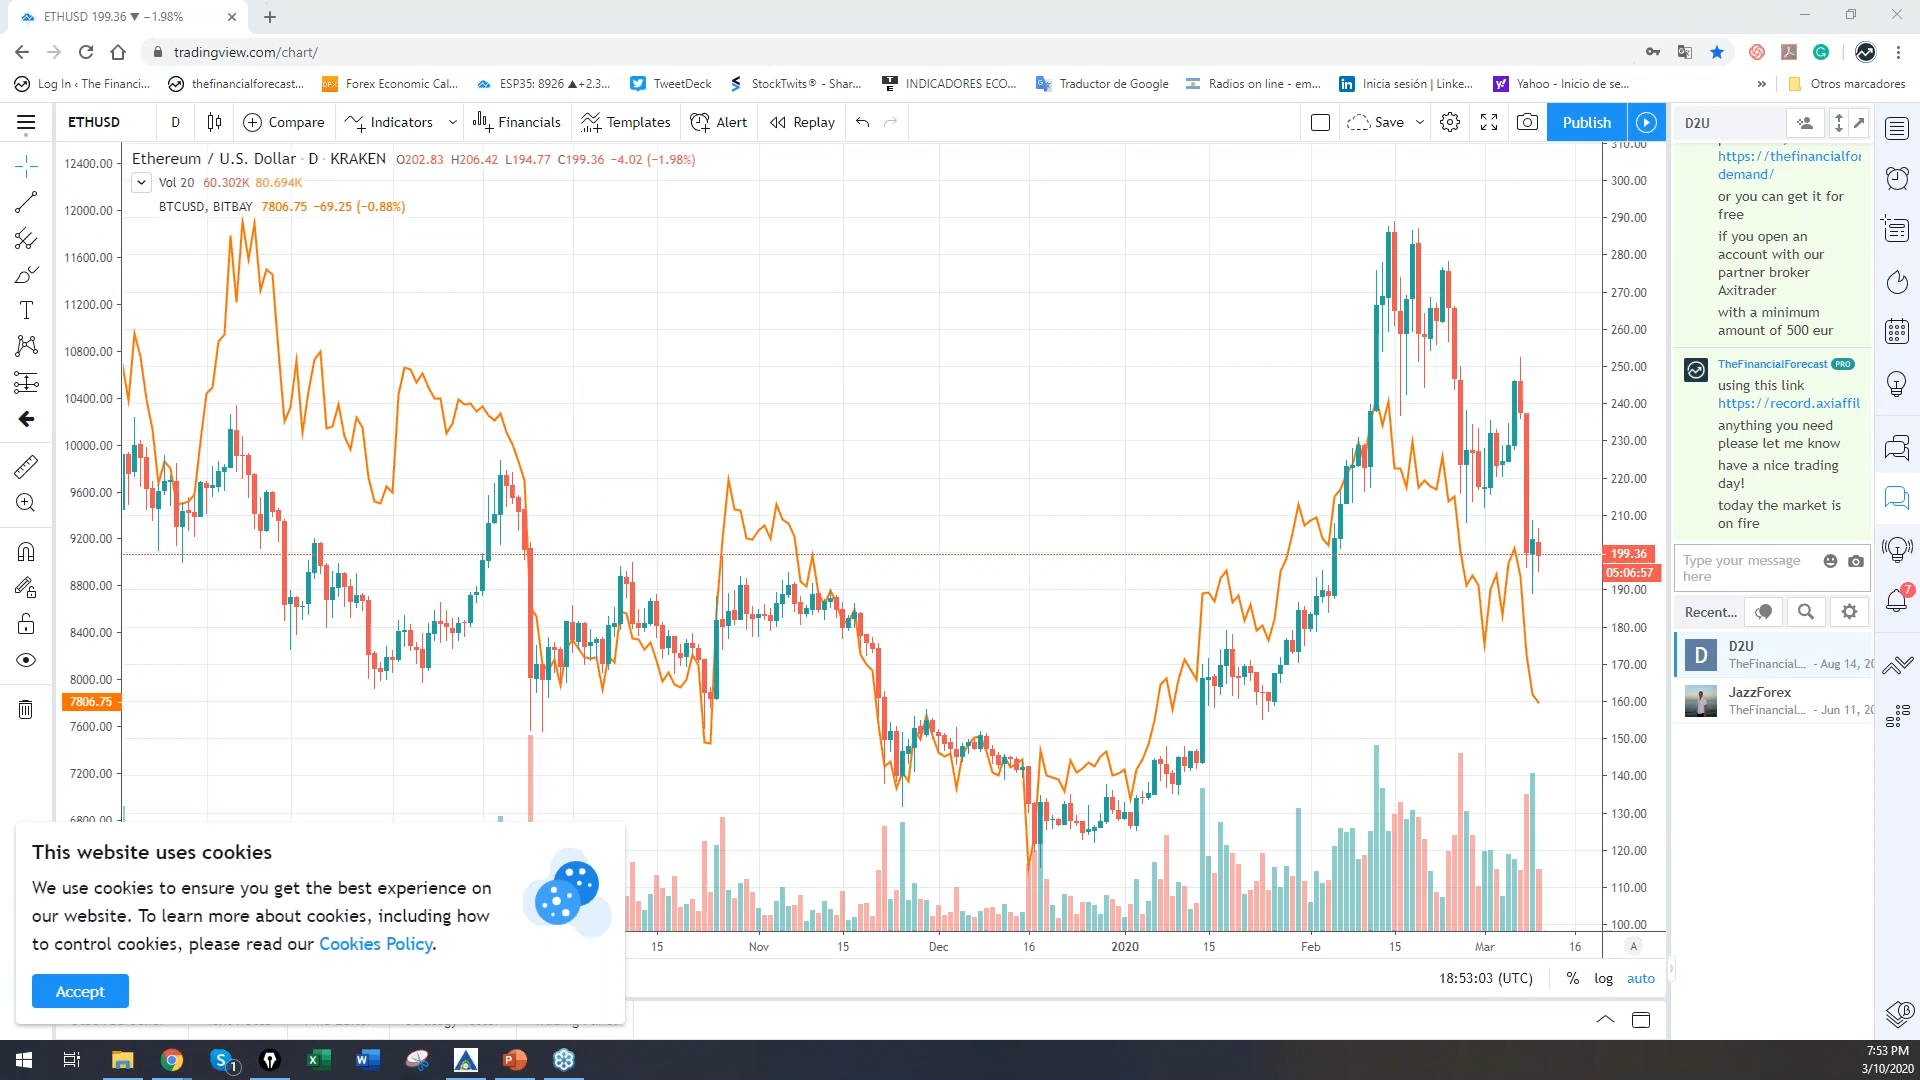 ETHUSD 199.36 ▼ −1.98%
tradingview.com/chart/
Log In ‹ The Financi...
thefinancialforecast...
Forex Economic Cal...
ESP35: 8926 ▲+2.3...
TweetDeck
StockTwits® - Shar...
INDICADORES ECO...
Traductor de Google
Radios on line - em...
Inicia sesión | Linke...
Yahoo - Inicio de se...
»
Otros marcadores
ETHUSD D Compare Indicators Financials Templates Alert Replay Save Publish
D2U
Ethereum / U.S. Dollar · D · KRAKEN O202.83 H206.42 L194.77 C199.36 −4.02 (−1.98%)
Vol 20 60.302K 80.694K
BTCUSD, BITBAY 7806.75 −69.25 (−0.88%)
12400.00
12000.00
11600.00
11200.00
10800.00
10400.00
10000.00
9600.00
9200.00
8800.00
8400.00
8000.00
7806.75
7600.00
7200.00
6800.00
310.00
300.00
290.00
280.00
270.00
260.00
250.00
240.00
230.00
220.00
210.00
199.36
05:06:57
190.00
180.00
170.00
160.00
150.00
140.00
130.00
120.00
110.00
100.00
15 Nov 15 Dec 16 2020 15 Feb 15 Mar 16
A
18:53:03 (UTC) % log auto
This website uses cookies
We use cookies to ensure you get the best experience on
our website. To learn more about cookies, including how
to control cookies, please read our Cookies Policy.
Accept
https://thefinancialfor
demand/
or you can get it for
free
if you open an
account with our
partner broker
Axitrader
with a minimum
amount of 500 eur
TheFinancialForecast PRO
using this link
https://record.axiaffil
anything you need
please let me know
have a nice trading
day!
today the market is
on fire
Type your message
here
Recent...
D
D2U
TheFinancial... - Aug 14, 20
JazzForex
TheFinancial... - Jun 11, 20
7
1
7:53 PM
3/10/2020